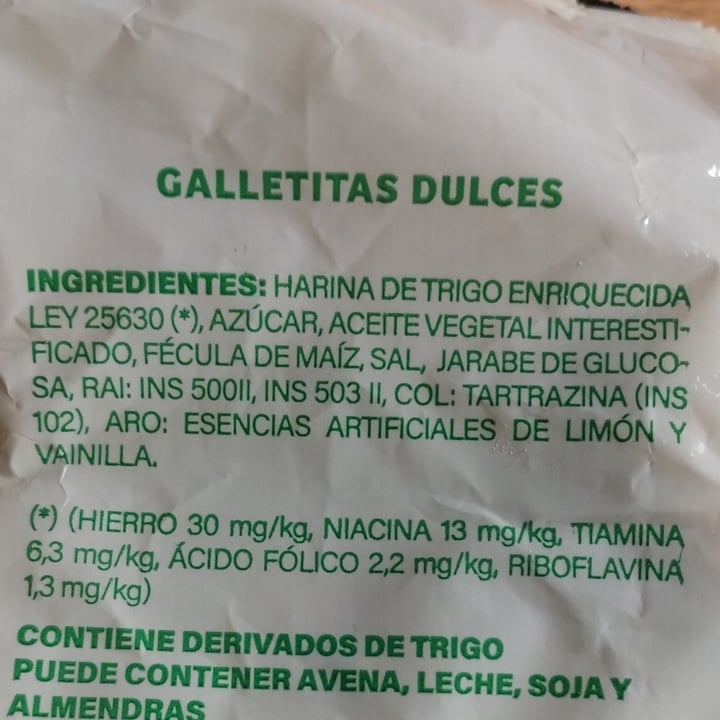 GALLETITAS DULCES
INGREDIENTES: HARINA DE TRIGO ENRIQUECIDA
LEY 25630 (*), AZÚCAR, ACEITE VEGETAL INTERESTI-
FICADO, FÉCULA DE MAÍZ, SAL, JARABE DE GLUCO-
SA, RAI: INS 500II, INS 503 II, COL: TARTRAZINA (INS
102), ARO: ESENCIAS ARTIFICIALES DE LIMÓN Y
VAINILLA.
(*) (HIERRO 30 mg/kg, NIACINA 13 mg/kg, TIAMINA
6,3 mg/kg, ÁCIDO FÓLICO 2,2 mg/kg, RIBOFLAVINA
1,3 mg/kg)
CONTIENE DERIVADOS DE TRIGO
PUEDE CONTENER AVENA, LECHE, SOJA Y
ALMENDRAS